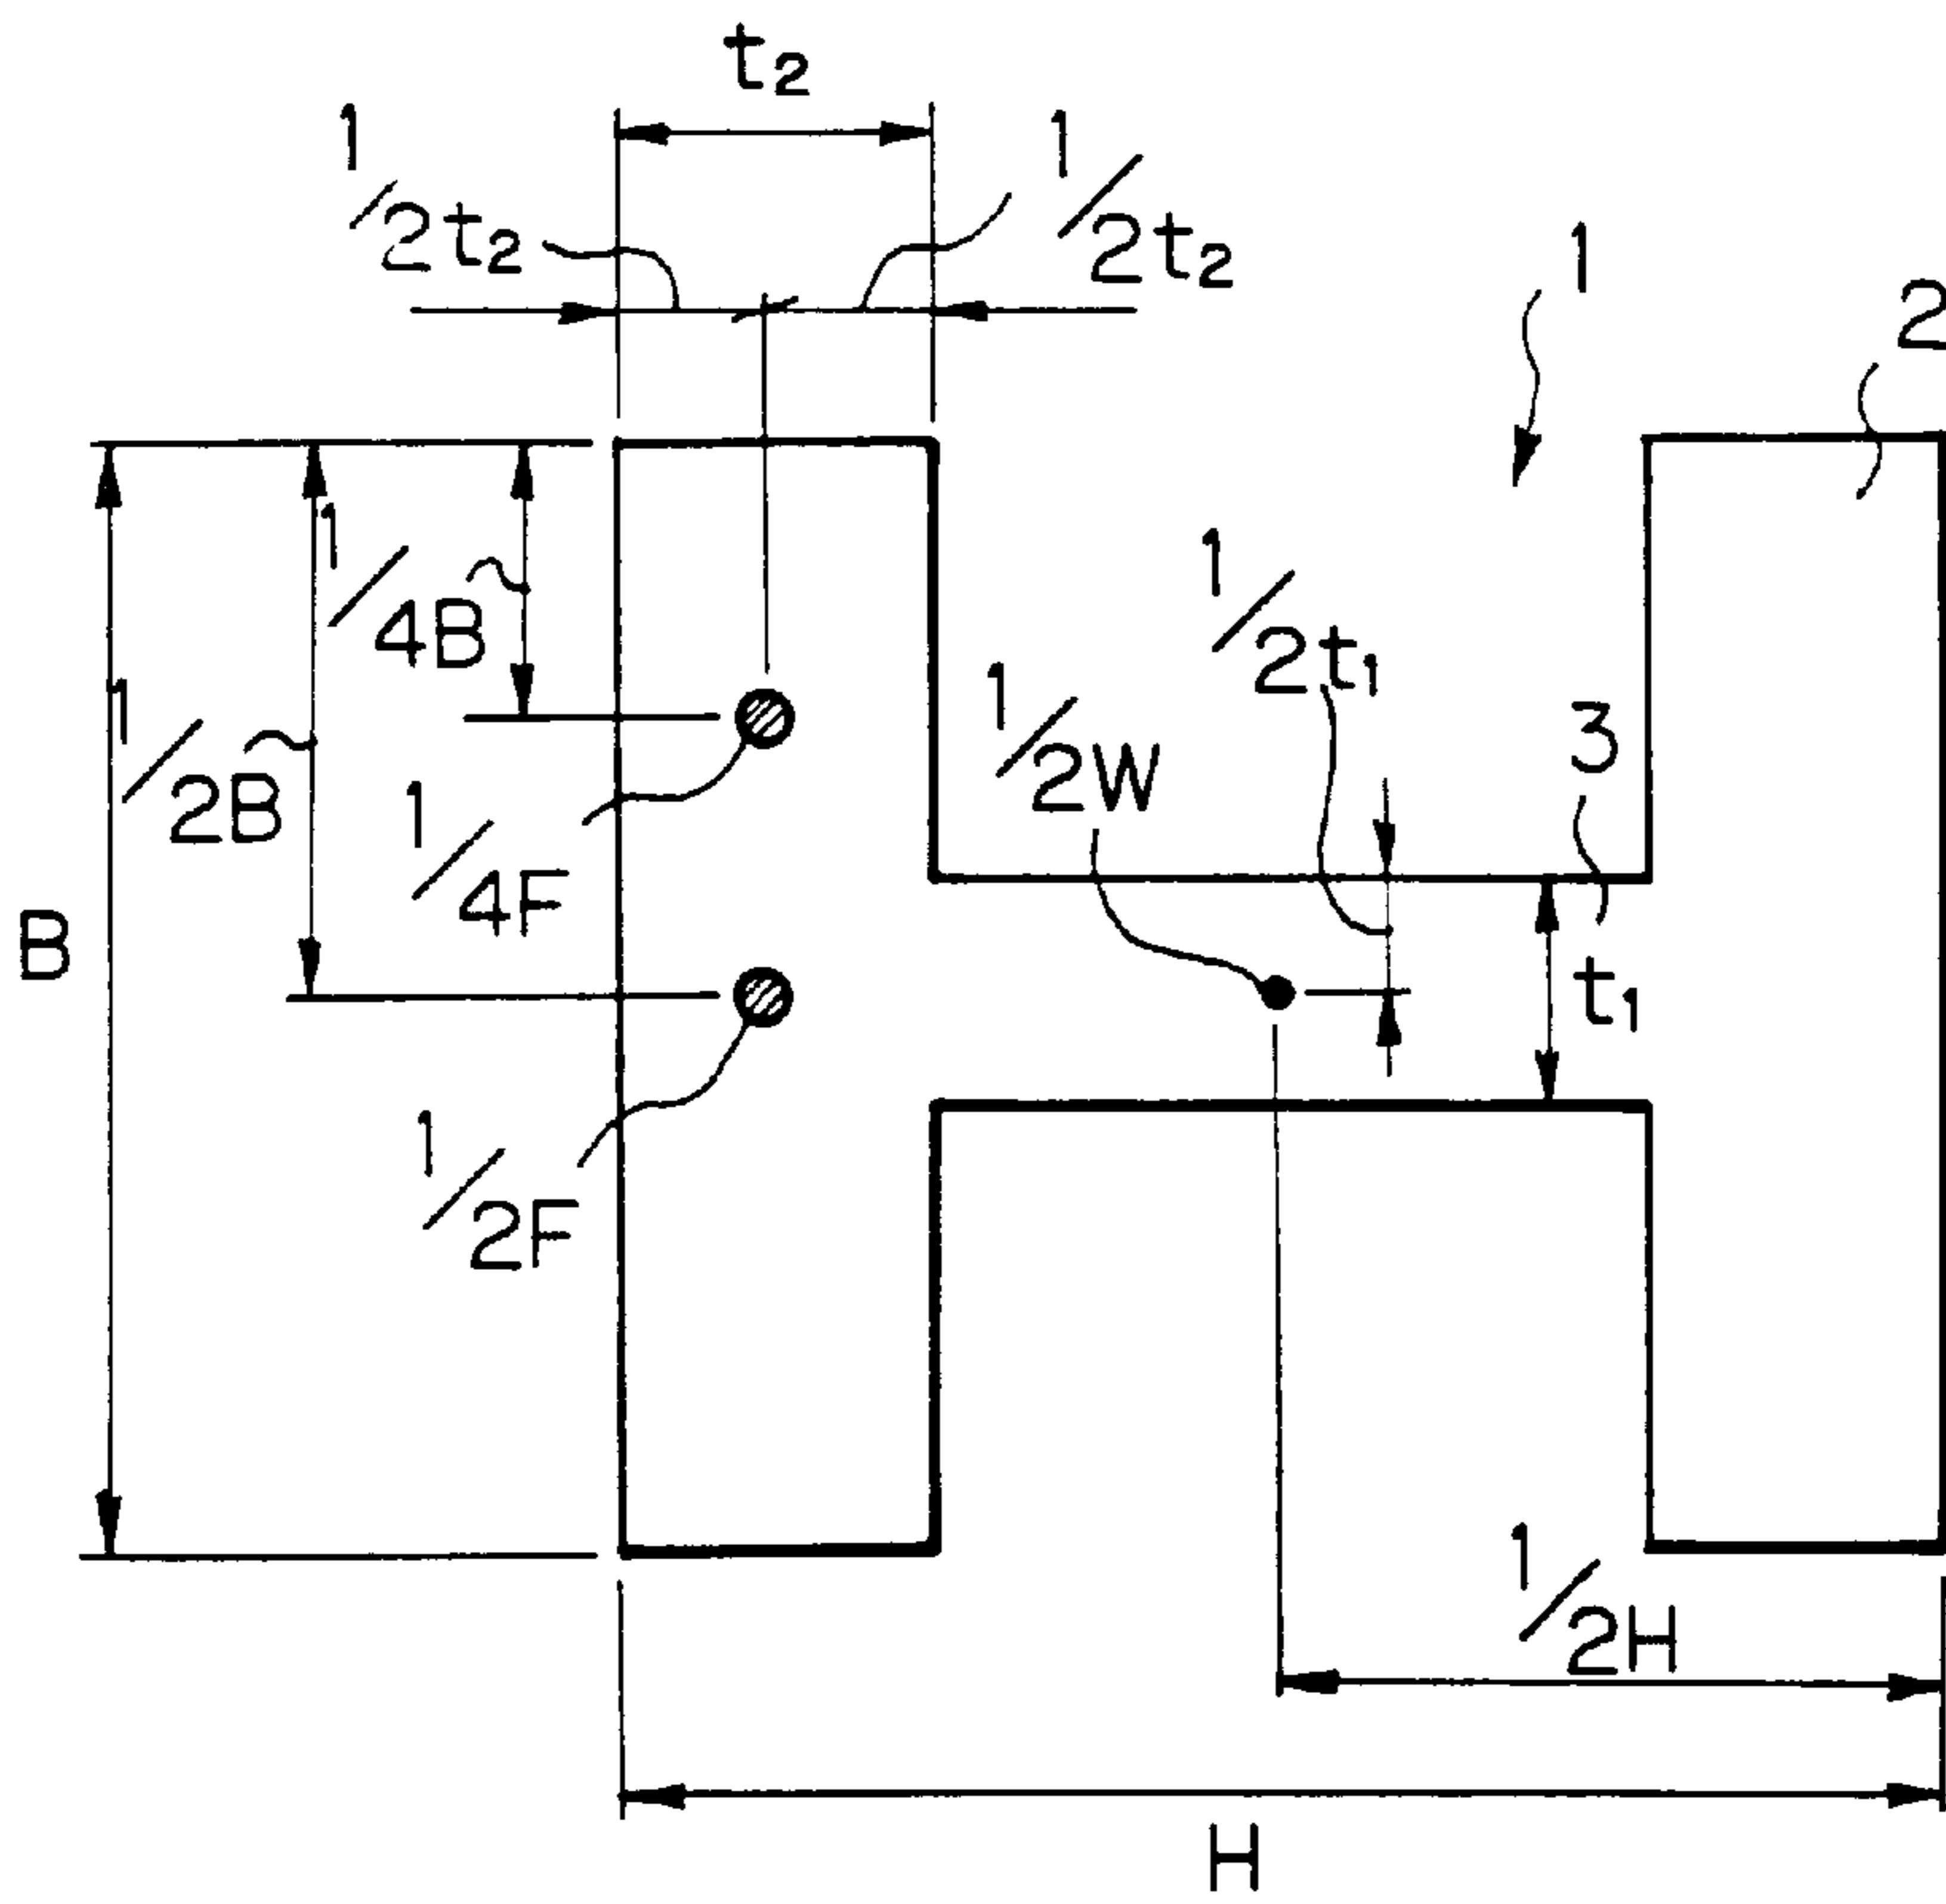 t₂
1/2t₂
1/2t₂
1
2
1/4B
1/2t₁
1/2B
1/2W
3
1/4F
B
t₁
1/2F
1/2H
H